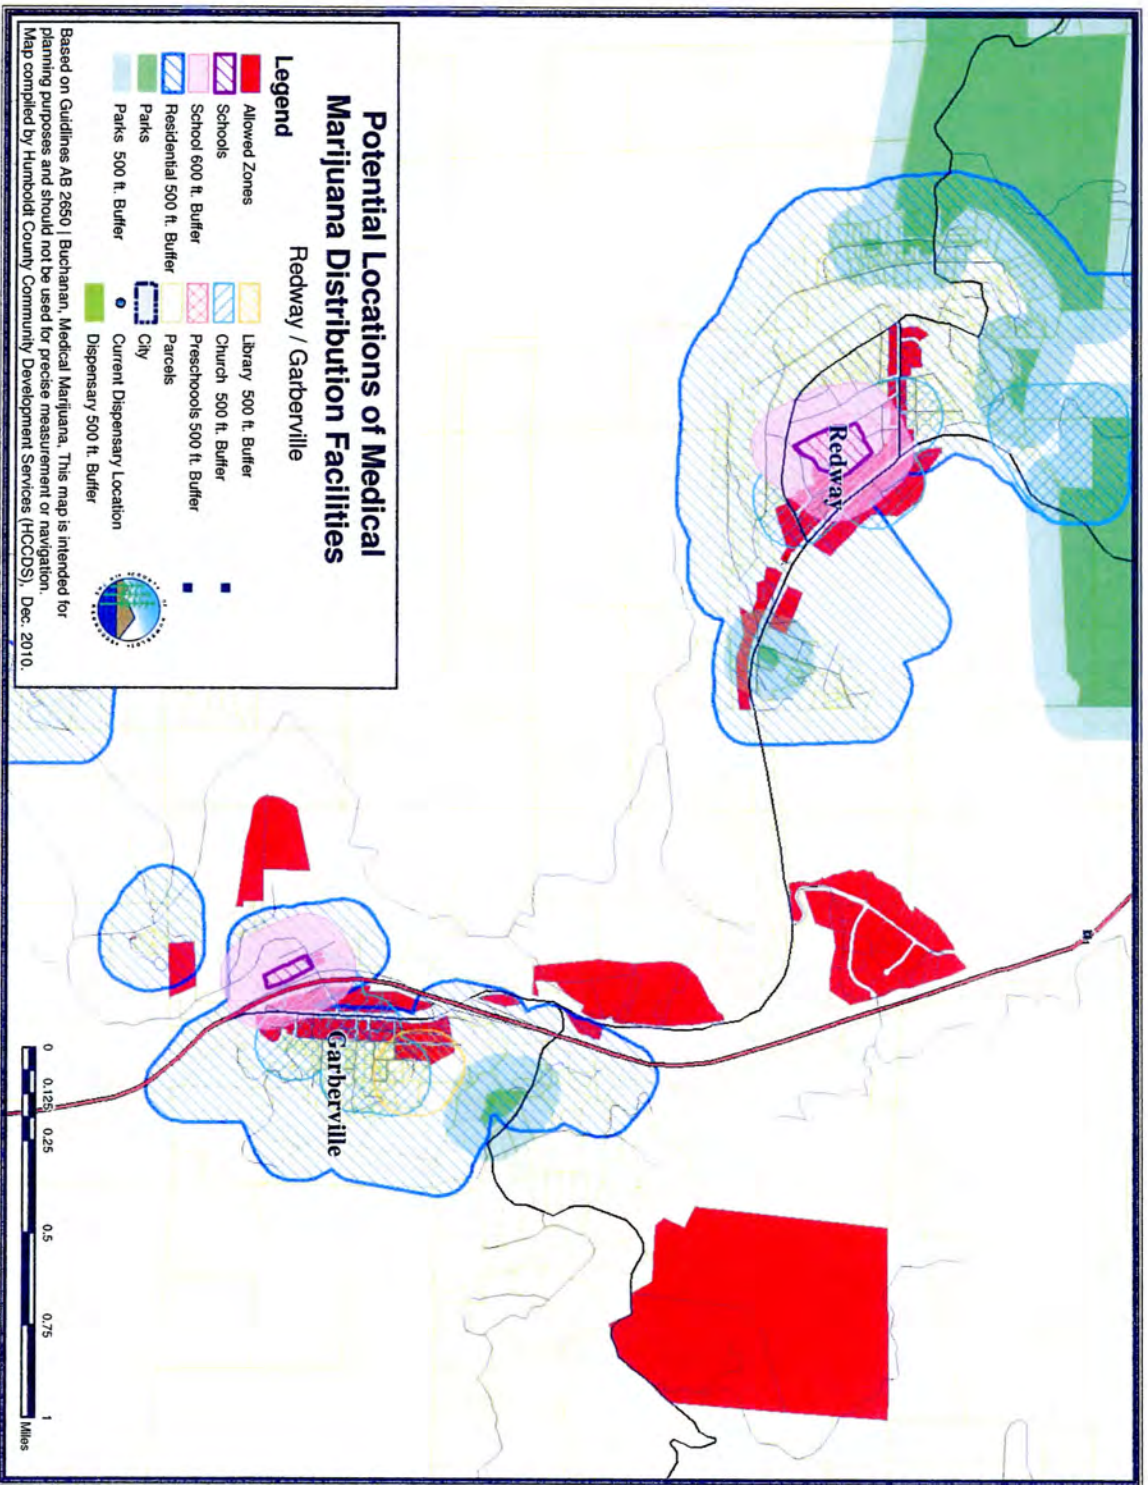 Potential Locations of Medical
Marijuana Distribution Facilities
Redway / Garberville
Legend
Allowed Zones
Schools
School 600 ft. Buffer
Residential 500 ft. Buffer
Parks
Parks 500 ft. Buffer
Library 500 ft. Buffer
Church 500 ft. Buffer
Preschoools 500 ft. Buffer
Parcels
City
Current Dispensary Location
Dispensary 500 ft. Buffer
Based on Guidlines AB 2650 | Buchanan, Medical Marijuana, This map is intended for
planning purposes and should not be used for precise measurement or navigation.
Map compiled by Humboldt County Community Development Services (HCCDS), Dec. 2010.
Redway
Garberville
0 0.125 0.25 0.5 0.75 1
Miles